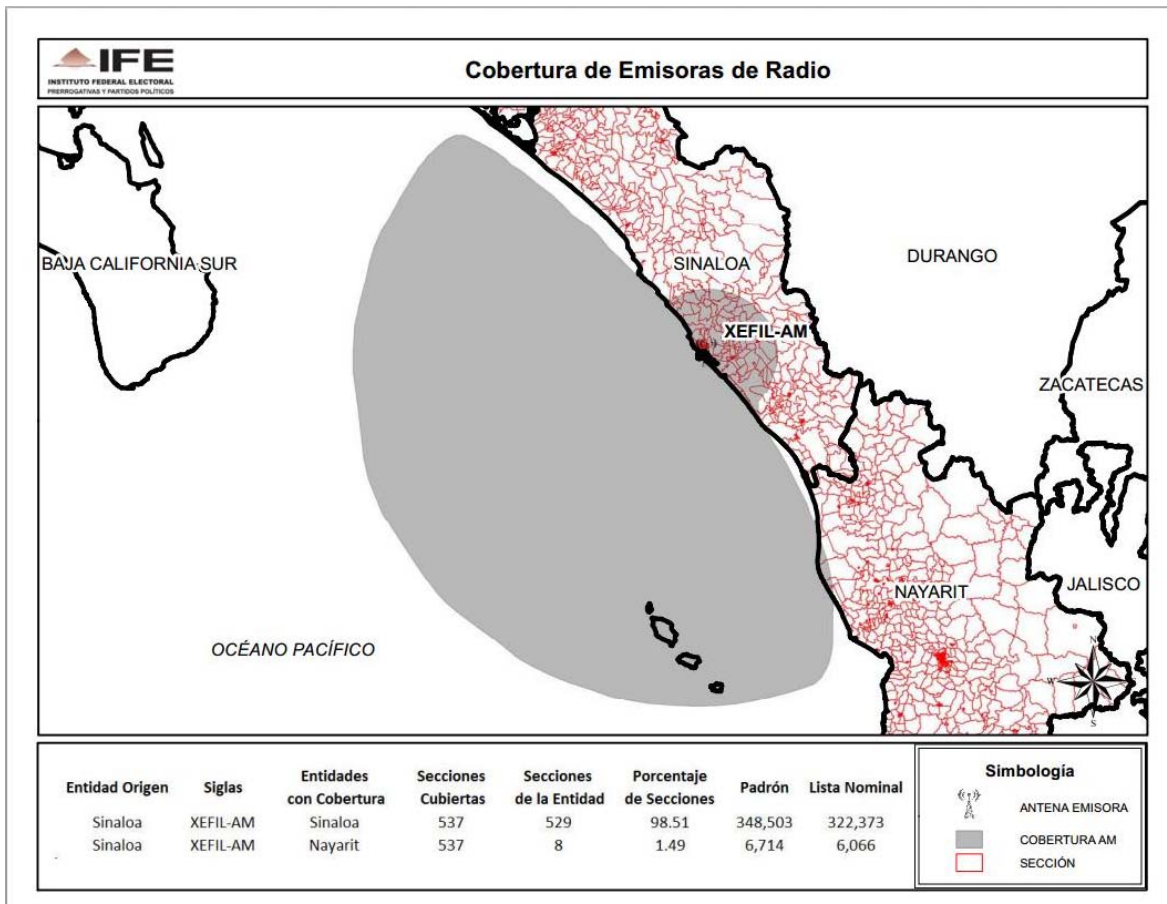 IFE
INSTITUTO FEDERAL ELECTORAL
PRERROGATIVAS Y PARTIDOS POLÍTICOS
Cobertura de Emisoras de Radio
BAJA CALIFORNIA SUR
SINALOA
DURANGO
XEFIL-AM
ZACATECAS
NAYARIT
JALISCO
OCÉANO PACÍFICO
N
W
S
Entidad Origen Siglas Entidades con Cobertura Secciones Cubiertas Secciones de la Entidad Porcentaje de Secciones Padrón Lista Nominal
Sinaloa XEFIL-AM Sinaloa 537 529 98.51 348,503 322,373
Sinaloa XEFIL-AM Nayarit 537 8 1.49 6,714 6,066
Simbología
ANTENA EMISORA
COBERTURA AM
SECCIÓN